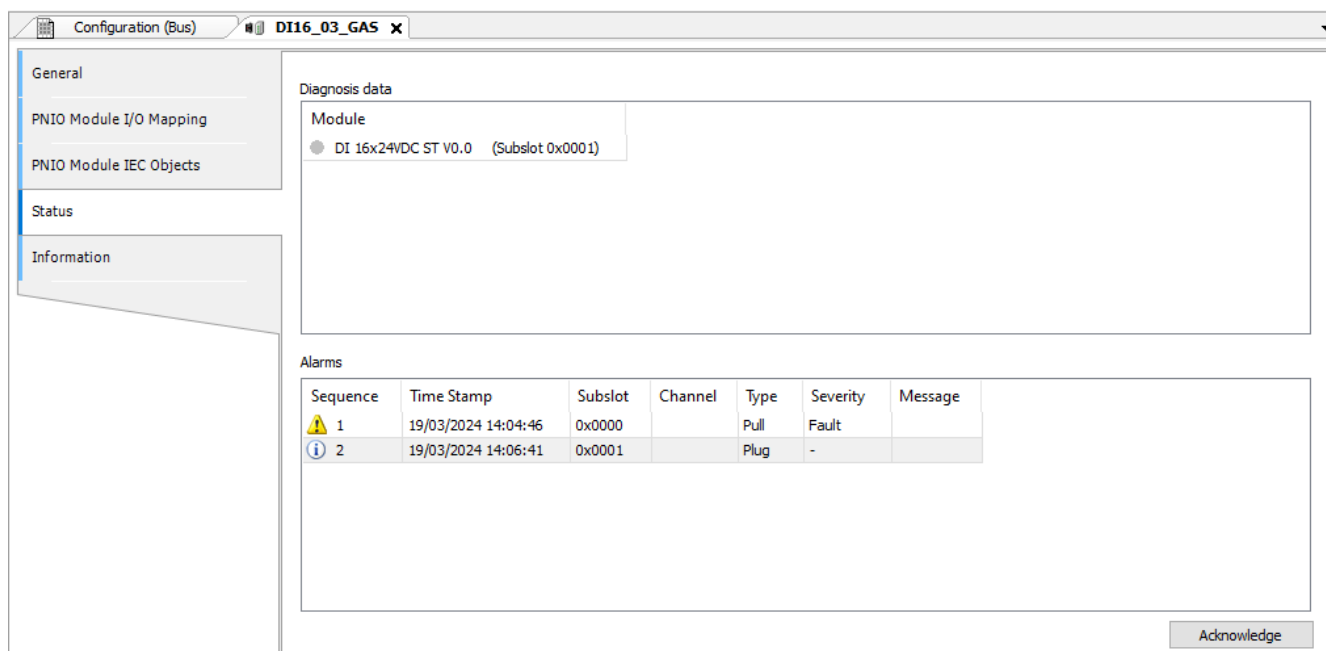 Configuration (Bus) DI16_03_GAS
General
PNIO Module I/O Mapping
PNIO Module IEC Objects
Status
Information
Diagnosis data
Module
DI 16x24VDC ST V0.0 (Subslot 0x0001)
Alarms
Sequence Time Stamp Subslot Channel Type Severity Message
1 19/03/2024 14:04:46 0x0000 Pull Fault
2 19/03/2024 14:06:41 0x0001 Plug -
Acknowledge